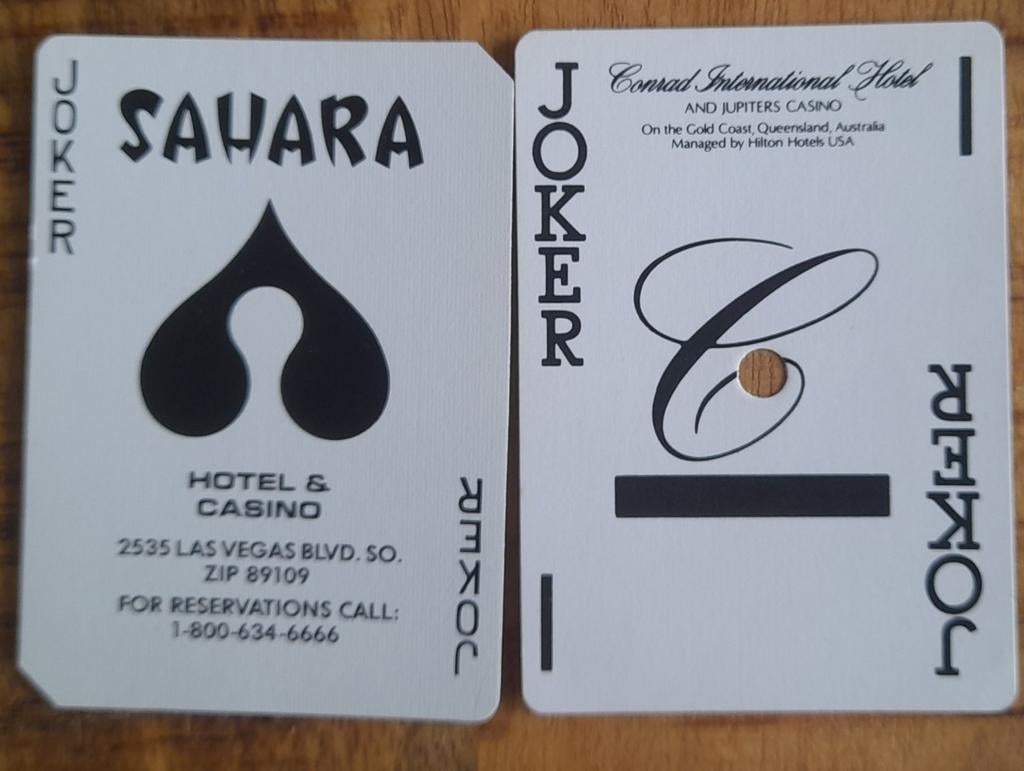 JOKER
SAHARA
HOTEL &
CASINO
2535 LAS VEGAS BLVD. SO.
ZIP 89109
FOR RESERVATIONS CALL:
1-800-634-6666
JOKER
JOKER
Conrad International Hotel
AND JUPITERS CASINO
On the Gold Coast, Queensland, Australia
Managed by Hilton Hotels USA
C
JOKER